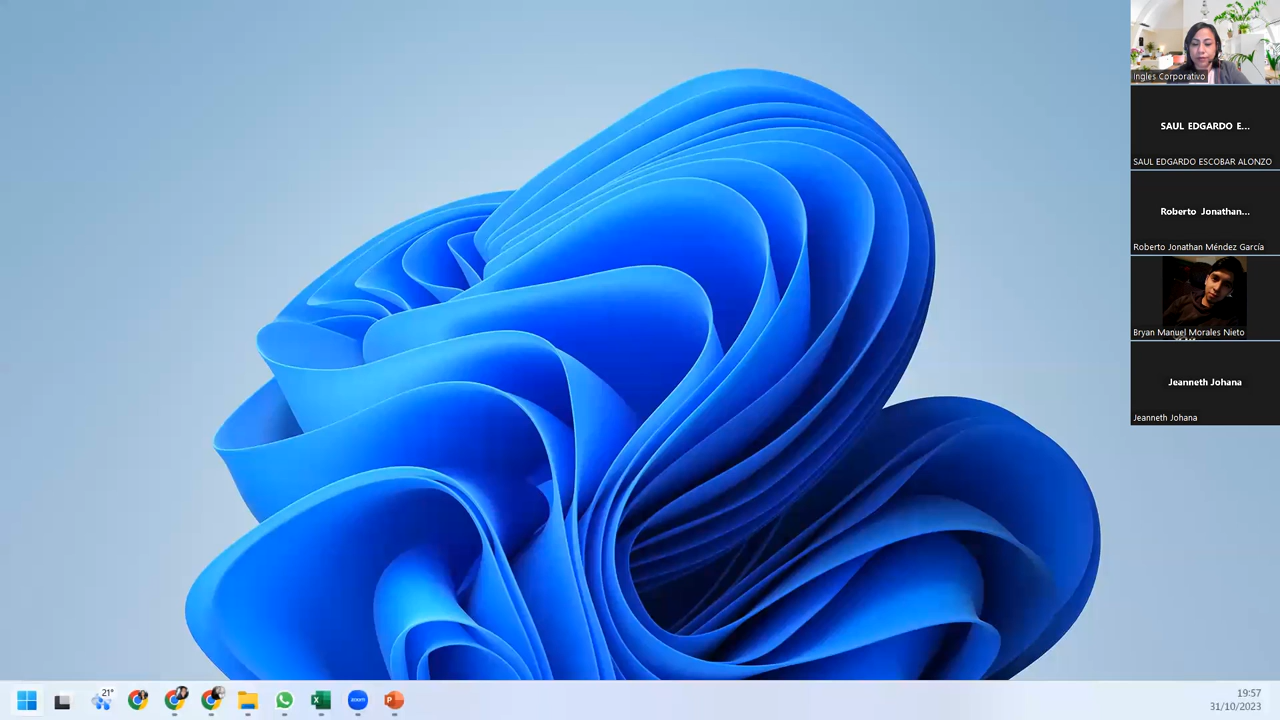 Ingles Corporativo
SAUL EDGARDO E...
SAUL EDGARDO ESCOBAR ALONZO
Roberto Jonathan...
Roberto Jonathan Méndez García
Bryan Manuel Morales Nieto
Jeanneth Johana
Jeanneth Johana
21°
zoom
19:57
31/10/2023